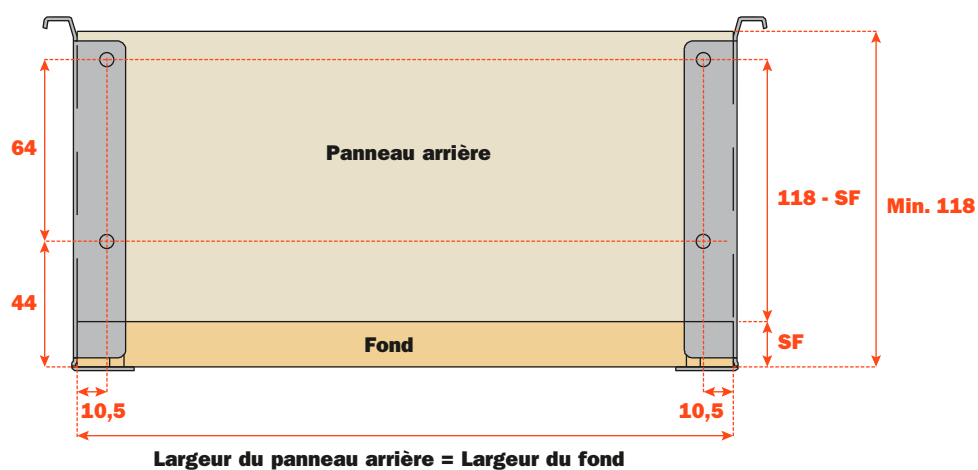 64
Panneau arrière
118 - SF
Min. 118
44
Fond
SF
10,5
10,5
Largeur du panneau arrière = Largeur du fond